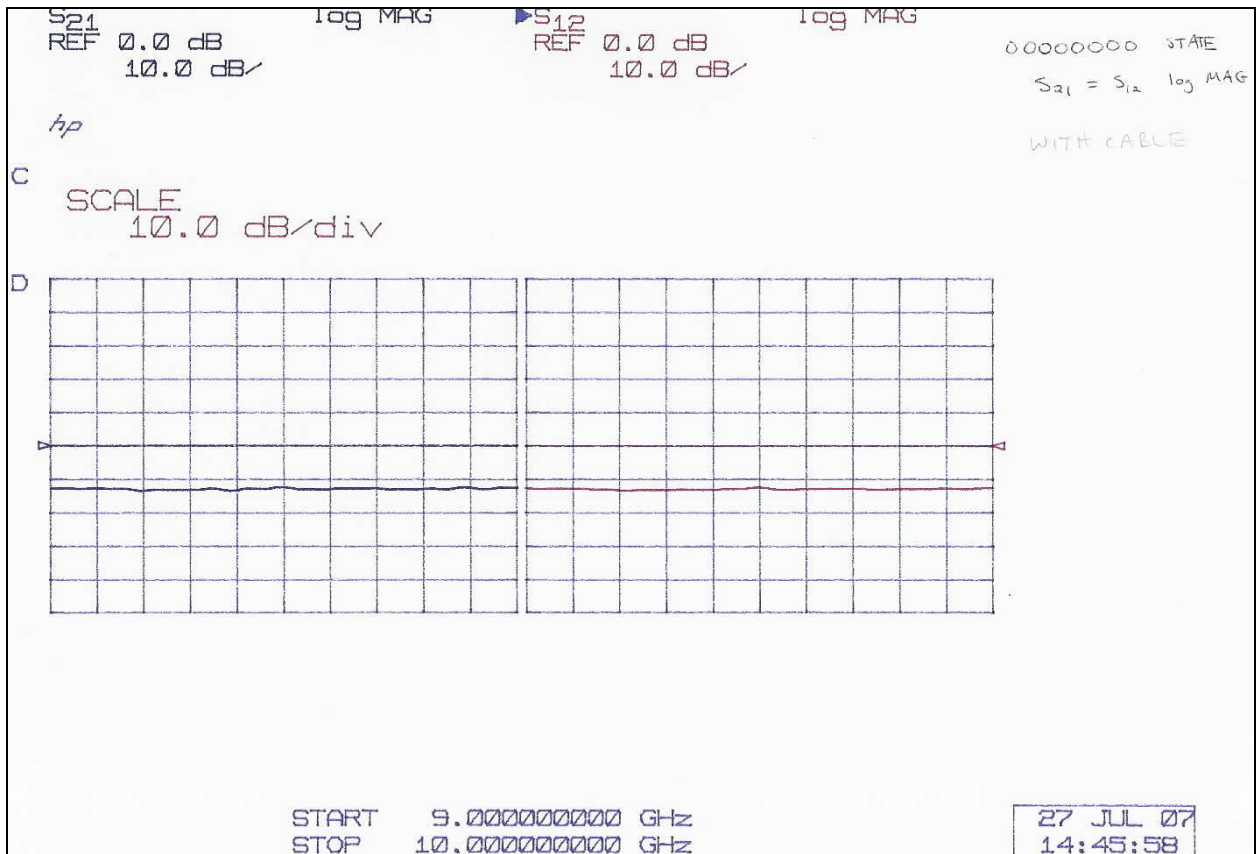 S21 log MAG
REF 0.0 dB
10.0 dB/
▶S12 log MAG
REF 0.0 dB
10.0 dB/
00000000 STATE
S21 = S12 log MAG
WITH CABLE
hp
C
SCALE
10.0 dB/div
D
START 9.000000000 GHz
STOP 10.000000000 GHz
27 JUL 07
14:45:58